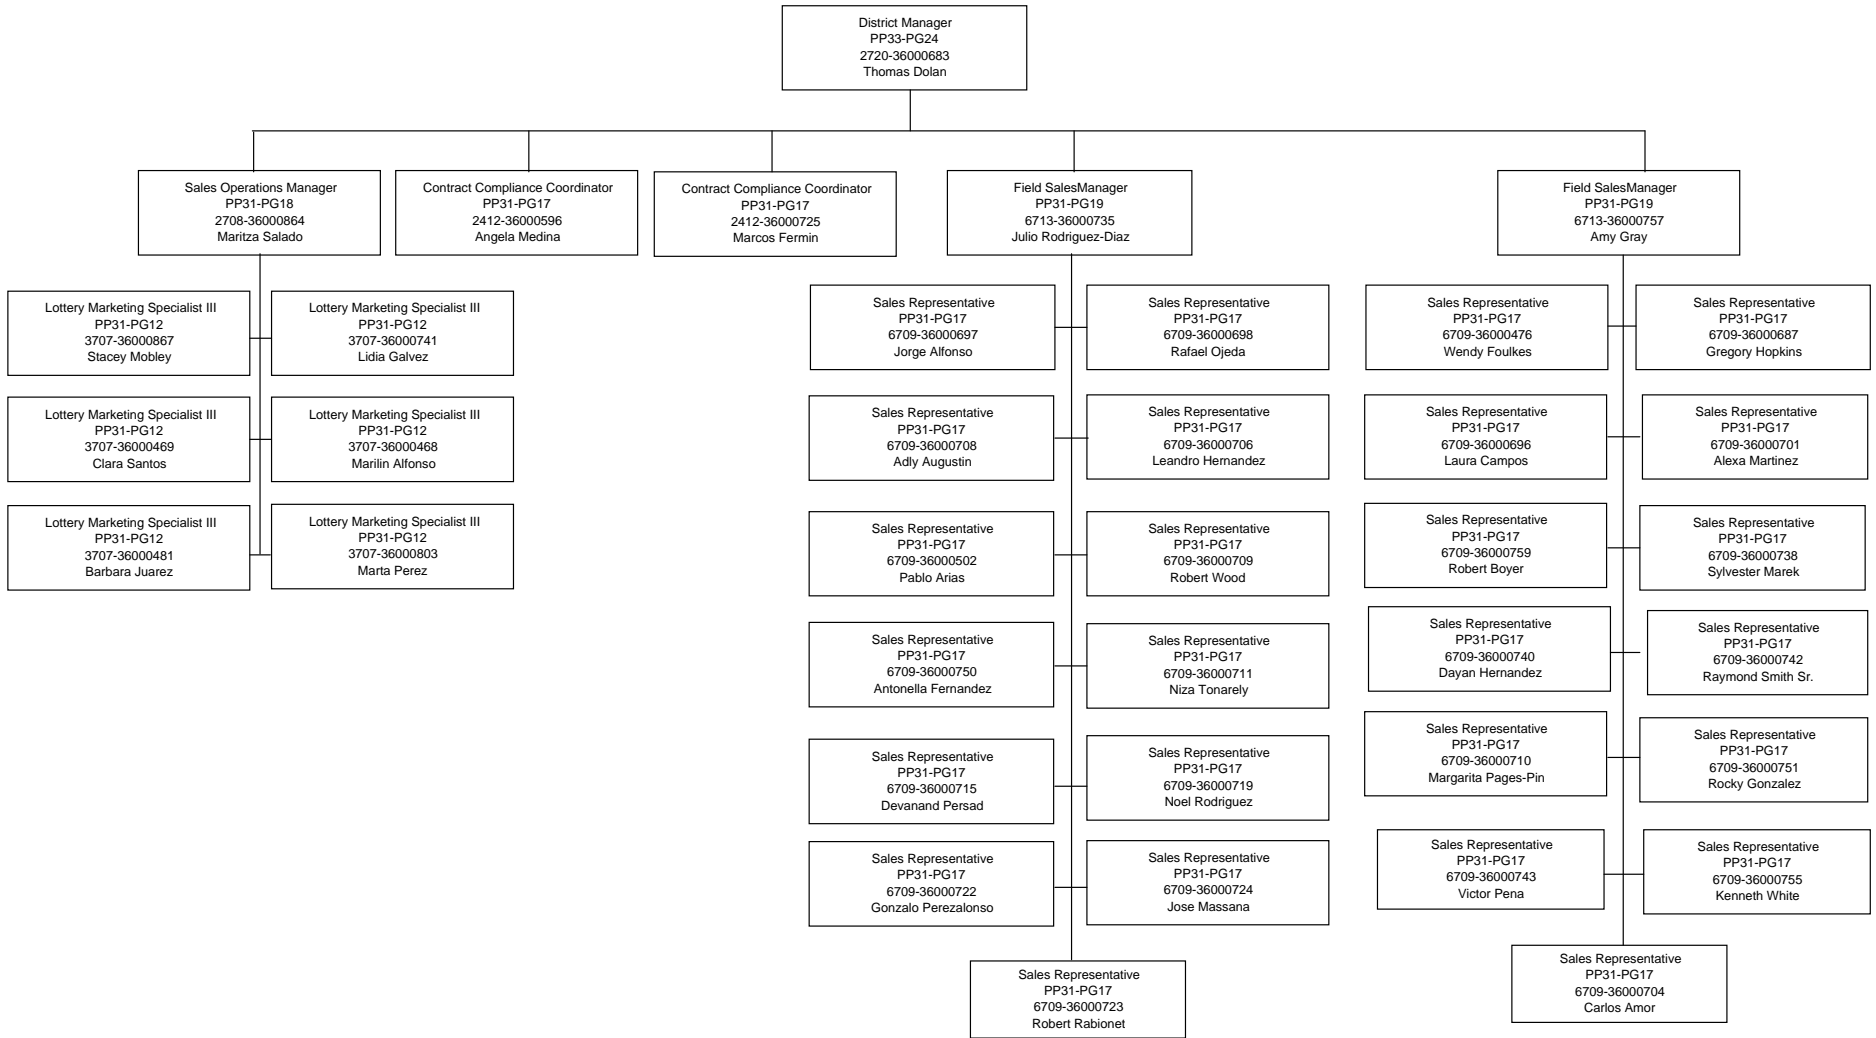 District Manager
PP33-PG24
2720-36000683
Thomas Dolan
Sales Operations Manager
PP31-PG18
2708-36000864
Maritza Salado
Contract Compliance Coordinator
PP31-PG17
2412-36000596
Angela Medina
Contract Compliance Coordinator
PP31-PG17
2412-36000725
Marcos Fermin
Field SalesManager
PP31-PG19
6713-36000735
Julio Rodriguez-Diaz
Field SalesManager
PP31-PG19
6713-36000757
Amy Gray
Lottery Marketing Specialist III
PP31-PG12
3707-36000867
Stacey Mobley
Lottery Marketing Specialist III
PP31-PG12
3707-36000741
Lidia Galvez
Lottery Marketing Specialist III
PP31-PG12
3707-36000469
Clara Santos
Lottery Marketing Specialist III
PP31-PG12
3707-36000468
Marilin Alfonso
Lottery Marketing Specialist III
PP31-PG12
3707-36000481
Barbara Juarez
Lottery Marketing Specialist III
PP31-PG12
3707-36000803
Marta Perez
Sales Representative
PP31-PG17
6709-36000697
Jorge Alfonso
Sales Representative
PP31-PG17
6709-36000698
Rafael Ojeda
Sales Representative
PP31-PG17
6709-36000708
Adly Augustin
Sales Representative
PP31-PG17
6709-36000706
Leandro Hernandez
Sales Representative
PP31-PG17
6709-36000502
Pablo Arias
Sales Representative
PP31-PG17
6709-36000709
Robert Wood
Sales Representative
PP31-PG17
6709-36000750
Antonella Fernandez
Sales Representative
PP31-PG17
6709-36000711
Niza Tonarely
Sales Representative
PP31-PG17
6709-36000715
Devanand Persad
Sales Representative
PP31-PG17
6709-36000719
Noel Rodriguez
Sales Representative
PP31-PG17
6709-36000722
Gonzalo Perezalonso
Sales Representative
PP31-PG17
6709-36000724
Jose Massana
Sales Representative
PP31-PG17
6709-36000723
Robert Rabionet
Sales Representative
PP31-PG17
6709-36000476
Wendy Foulkes
Sales Representative
PP31-PG17
6709-36000687
Gregory Hopkins
Sales Representative
PP31-PG17
6709-36000696
Laura Campos
Sales Representative
PP31-PG17
6709-36000701
Alexa Martinez
Sales Representative
PP31-PG17
6709-36000759
Robert Boyer
Sales Representative
PP31-PG17
6709-36000738
Sylvester Marek
Sales Representative
PP31-PG17
6709-36000740
Dayan Hernandez
Sales Representative
PP31-PG17
6709-36000742
Raymond Smith Sr.
Sales Representative
PP31-PG17
6709-36000710
Margarita Pages-Pin
Sales Representative
PP31-PG17
6709-36000751
Rocky Gonzalez
Sales Representative
PP31-PG17
6709-36000743
Victor Pena
Sales Representative
PP31-PG17
6709-36000755
Kenneth White
Sales Representative
PP31-PG17
6709-36000704
Carlos Amor